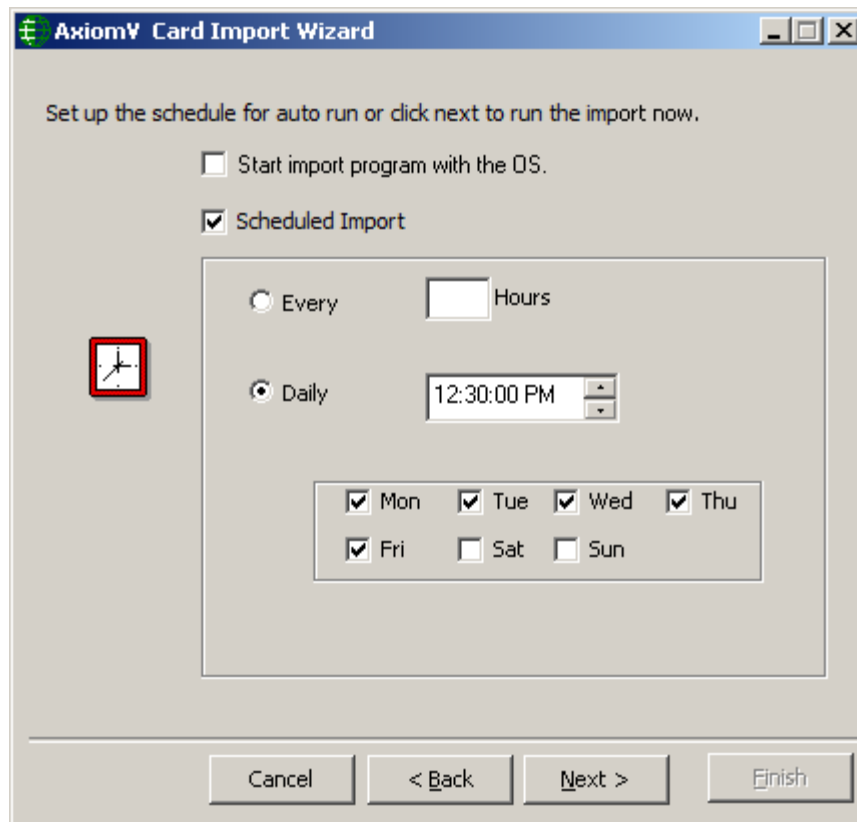 AxiomV Card Import Wizard
Set up the schedule for auto run or click next to run the import now.
Start import program with the OS.
Scheduled Import
Every Hours
Daily 12:30:00 PM
Mon Tue Wed Thu
Fri Sat Sun
Cancel < Back Next > Finish